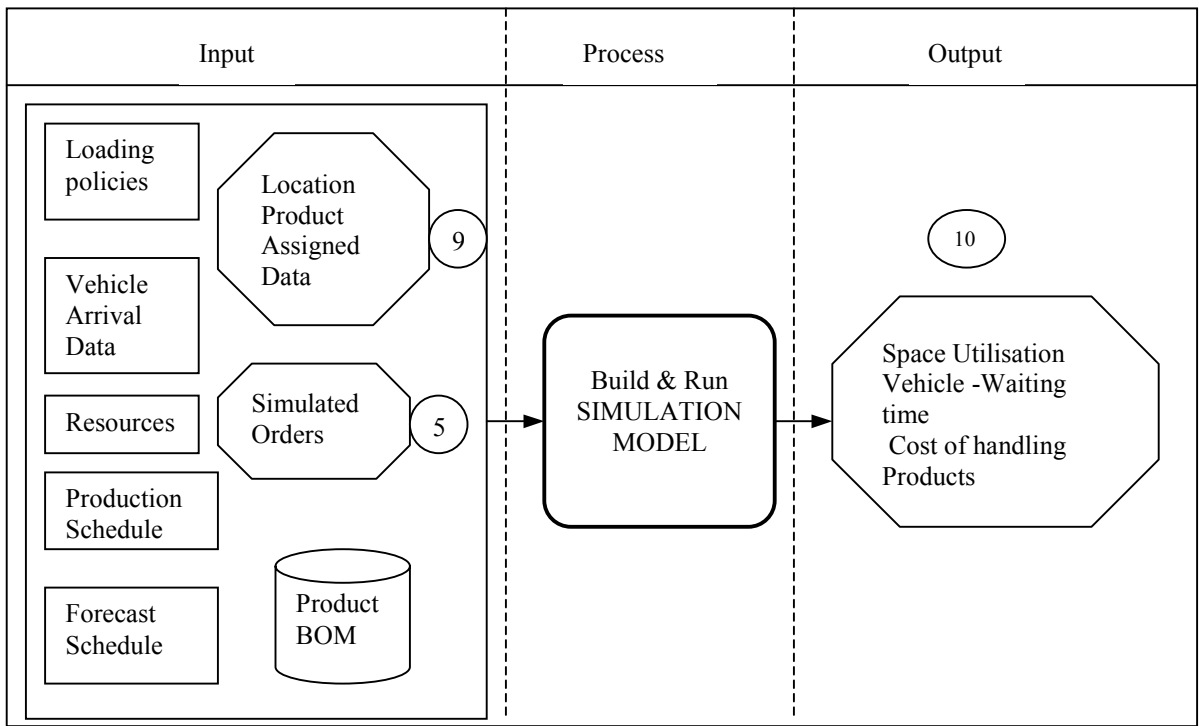 Input
Process
Output
Loading
policies
Location
Product
Assigned
Data
9
Vehicle
Arrival
Data
Resources
Simulated
Orders
5
Production
Schedule
Forecast
Schedule
Product
BOM
Build & Run
SIMULATION
MODEL
10
Space Utilisation
Vehicle -Waiting
time
Cost of handling
Products